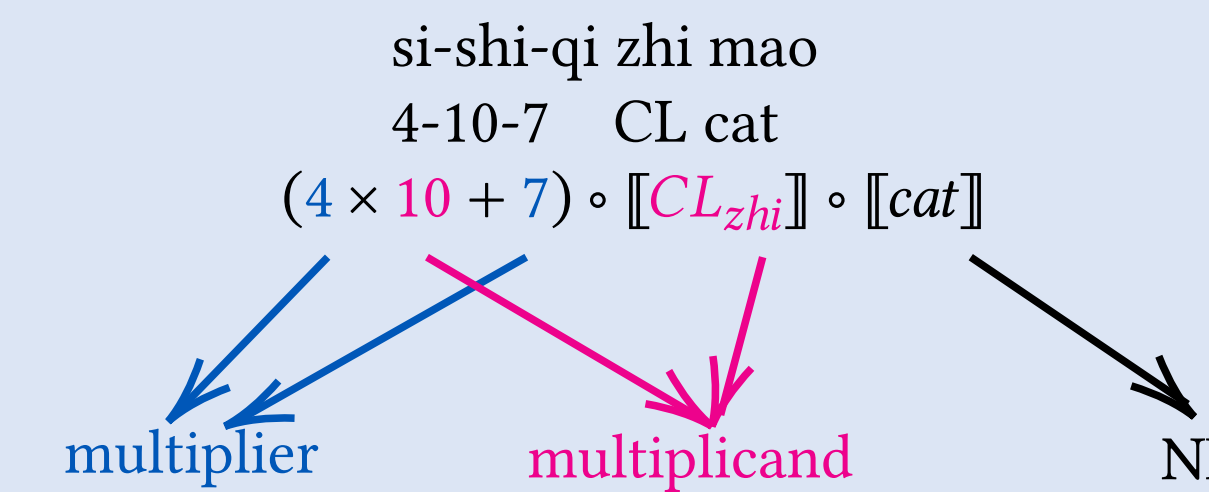 si-shi-qi zhi mao
4-10-7 CL cat
(4 × 10 + 7) ∘ ⟦CL_zhi⟧ ∘ ⟦cat⟧
multiplier multiplicand